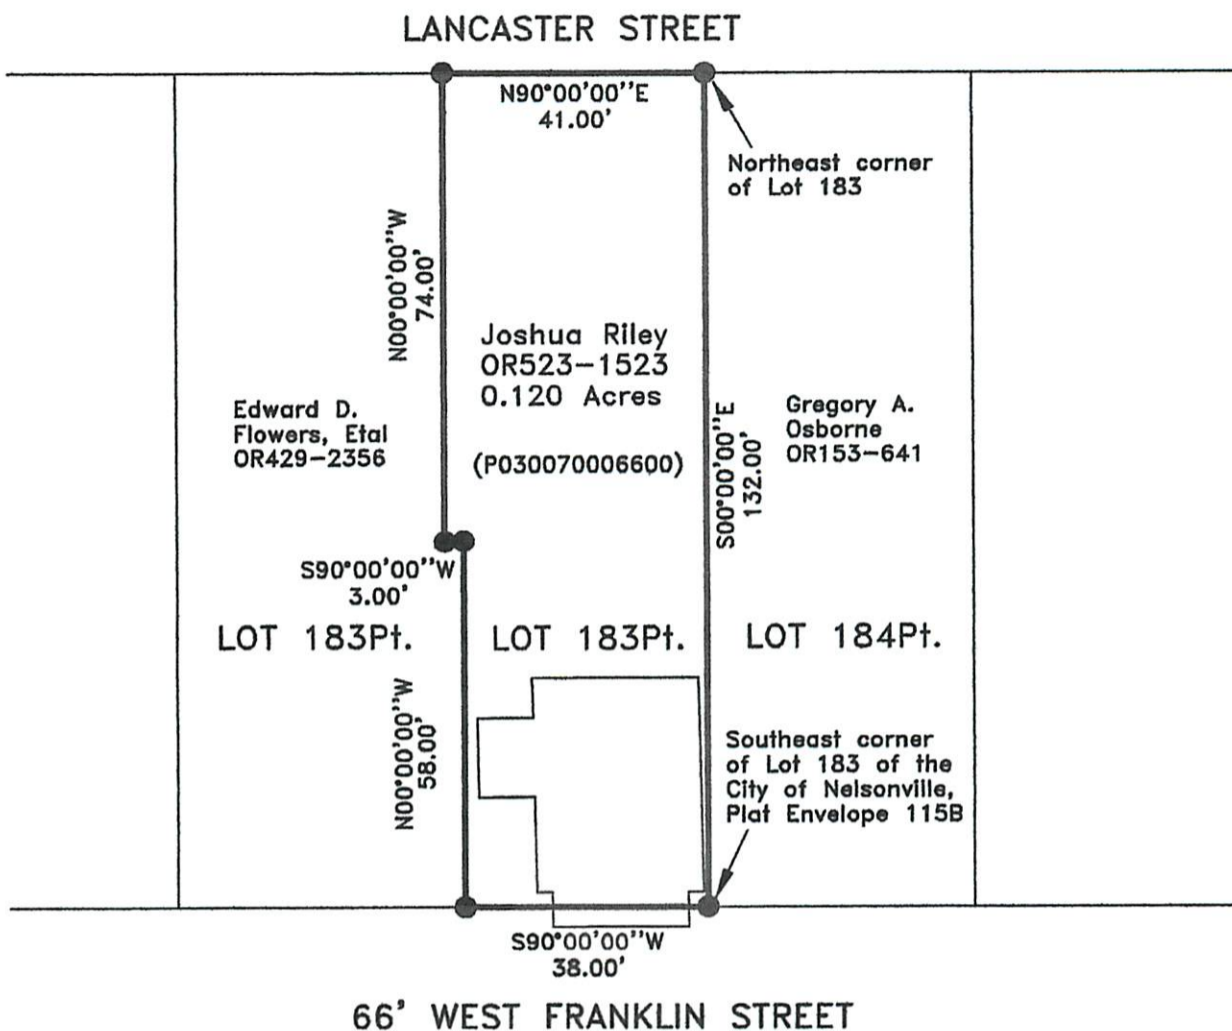 LANCASTER STREET
N90°00'00"E
41.00'
Northeast corner
of Lot 183
N00°00'00"W
74.00'
Joshua Riley
OR523-1523
0.120 Acres
(P030070006600)
Edward D.
Flowers, Etal
OR429-2356
Gregory A.
Osborne
OR153-641
S00°00'00"E
132.00'
S90°00'00"W
3.00'
LOT 183Pt.
LOT 183Pt.
LOT 184Pt.
N00°00'00"W
58.00'
Southeast corner
of Lot 183 of the
City of Nelsonville,
Plat Envelope 115B
S90°00'00"W
38.00'
66' WEST FRANKLIN STREET